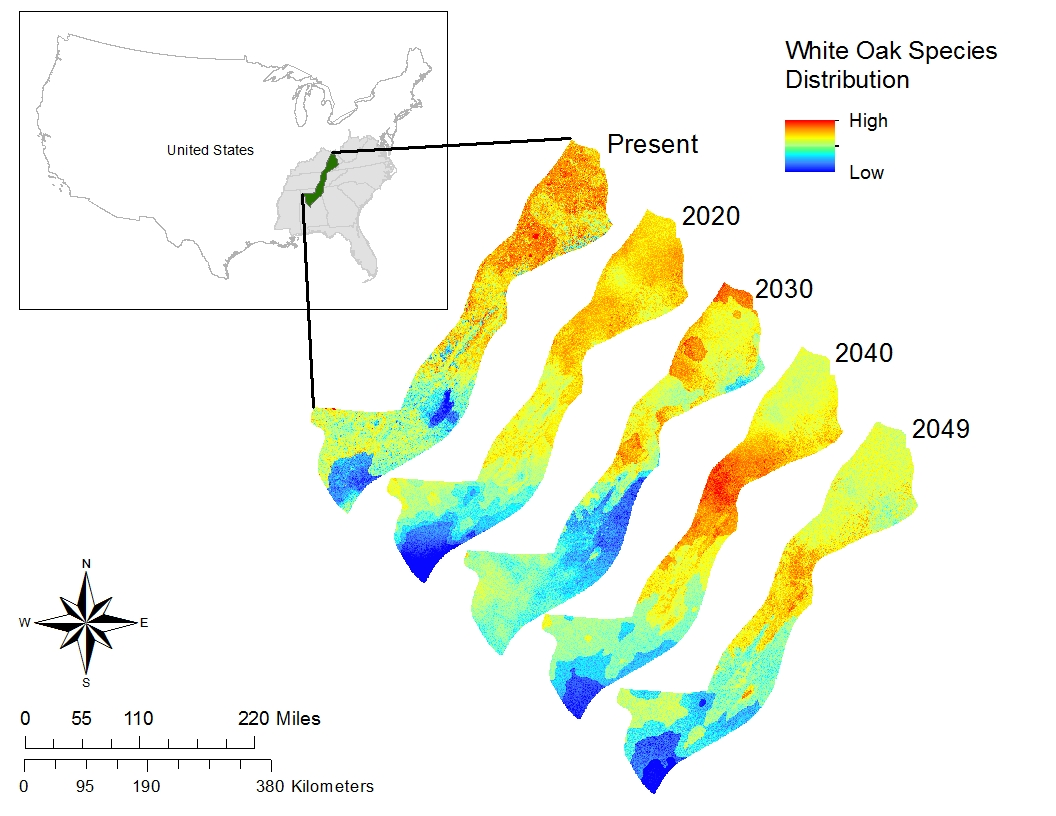 White Oak Species
Distribution
High
Low
United States
Present
2020
2030
2040
2049
N
W
E
S
0 55 110 220 Miles
0 95 190 380 Kilometers